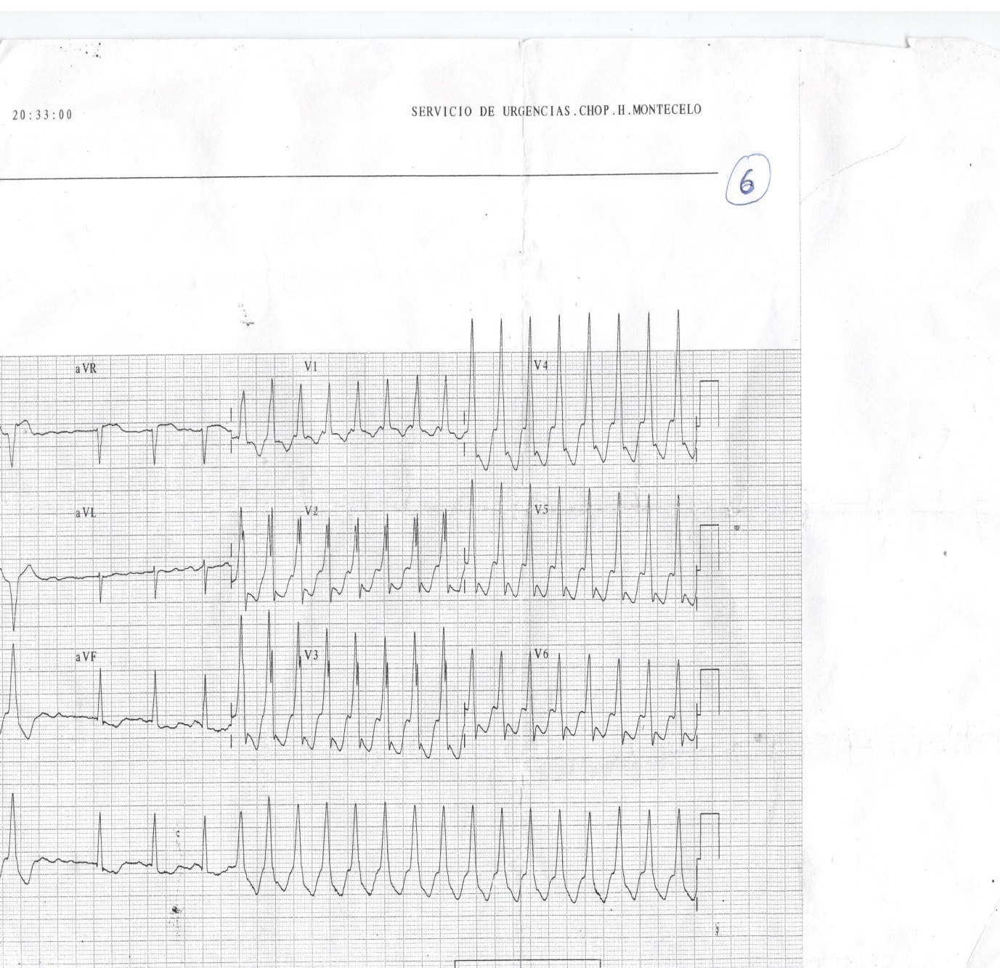 20:33:00
SERVICIO DE URGENCIAS.CHOP.H.MONTECELO
6
aVR V1 V4
aVL V2 V5
aVF V3 V6